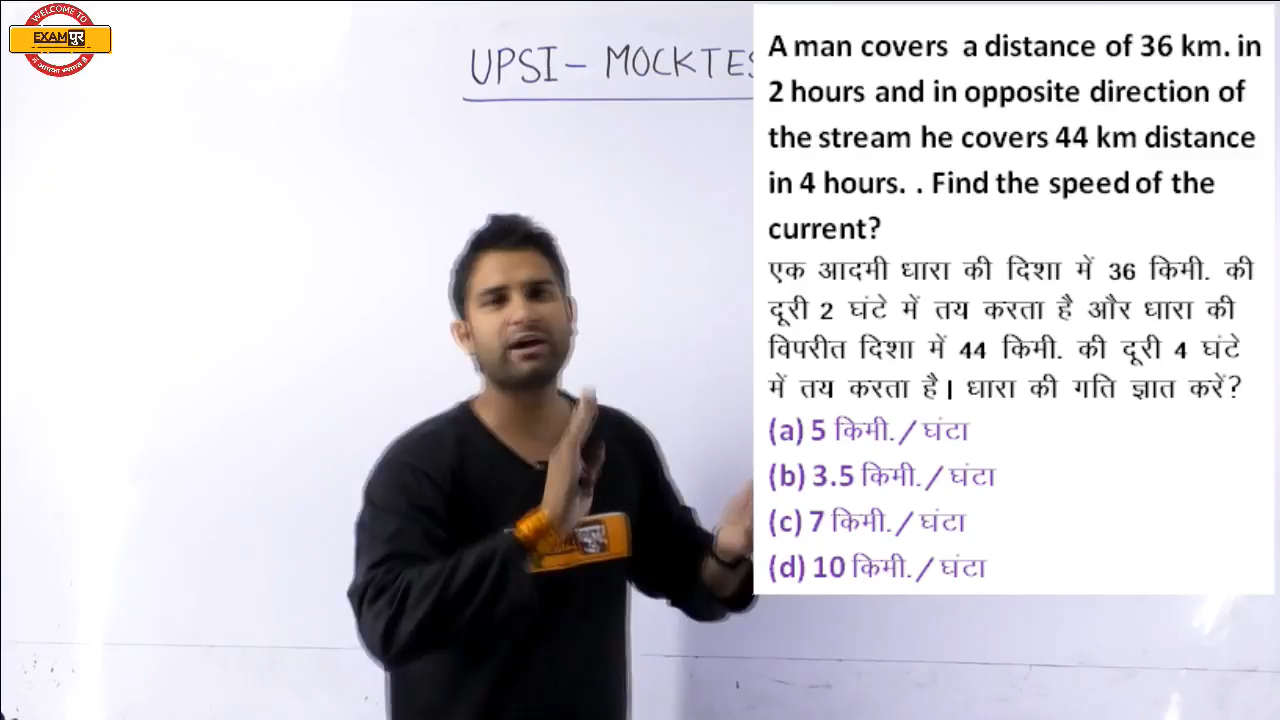 WELCOME TO
EXAMपुर
UPSI - MOCKTES
A man covers a distance of 36 km. in
2 hours and in opposite direction of
the stream he covers 44 km distance
in 4 hours. . Find the speed of the
current?
एक आदमी धारा की दिशा में 36 किमी. की
दूरी 2 घंटे में तय करता है और धारा की
विपरीत दिशा में 44 किमी. की दूरी 4 घंटे
में तय करता है। धारा की गति ज्ञात करें?
(a) 5 किमी./ घंटा
(b) 3.5 किमी./ घंटा
(c) 7 किमी./ घंटा
(d) 10 किमी./ घंटा